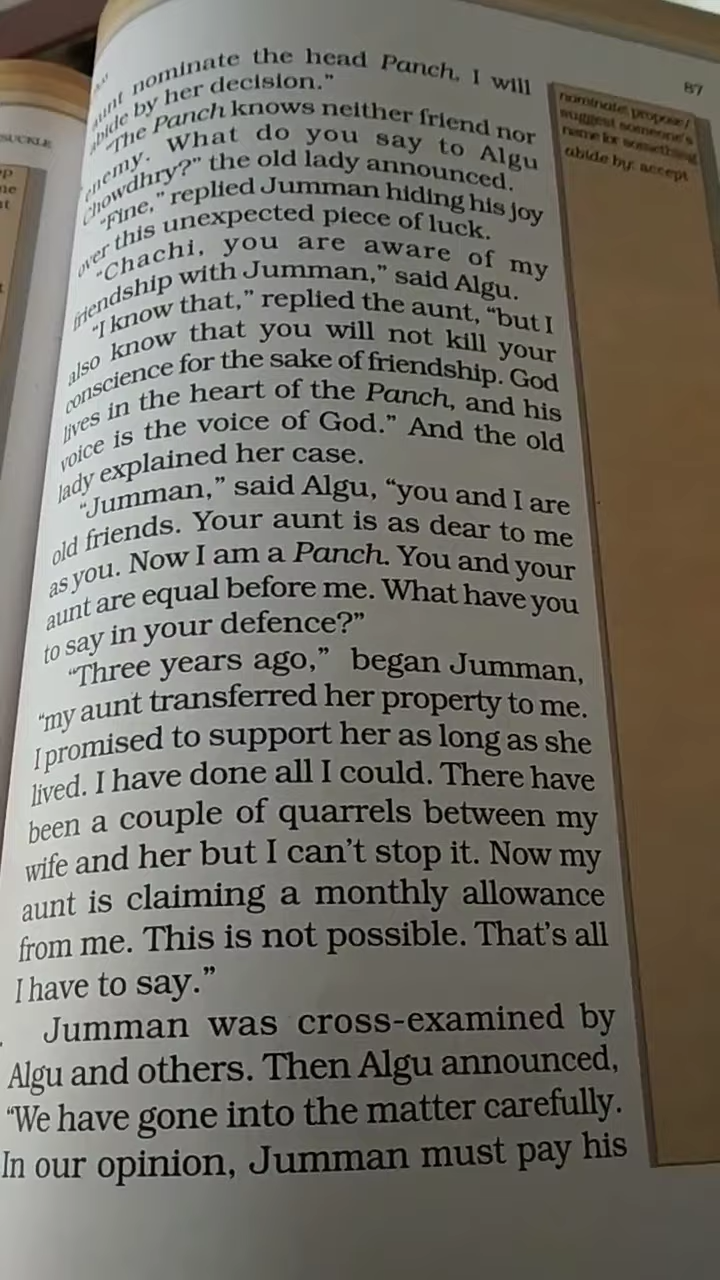 87
SUCKLE
aunt nominate the head Panch, I will
abide by her decision.”
“The Panch knows neither friend nor
enemy. What do you say to Algu
Chowdhry?” the old lady announced.
“Fine,” replied Jumman hiding his joy
over this unexpected piece of luck.
“Chachi, you are aware of my
friendship with Jumman,” said Algu.
“I know that,” replied the aunt, “but I
also know that you will not kill your
conscience for the sake of friendship. God
lives in the heart of the Panch, and his
voice is the voice of God.” And the old
lady explained her case.
“Jumman,” said Algu, “you and I are
old friends. Your aunt is as dear to me
as you. Now I am a Panch. You and your
aunt are equal before me. What have you
to say in your defence?”
“Three years ago,” began Jumman,
“my aunt transferred her property to me.
I promised to support her as long as she
lived. I have done all I could. There have
been a couple of quarrels between my
wife and her but I can’t stop it. Now my
aunt is claiming a monthly allowance
from me. This is not possible. That’s all
I have to say.”
Jumman was cross-examined by
Algu and others. Then Algu announced,
“We have gone into the matter carefully.
In our opinion, Jumman must pay his
nominate: propose/
suggest someone’s
name for something
abide by: accept